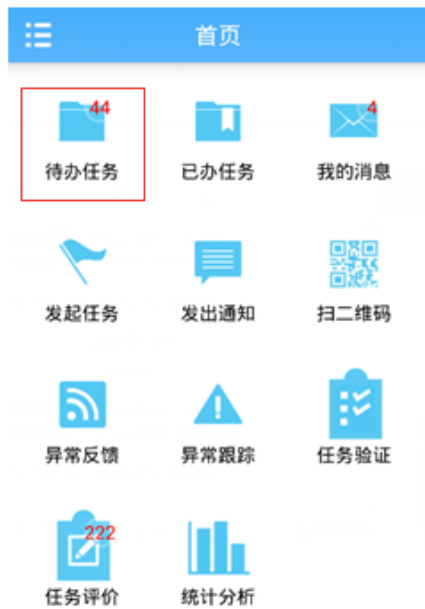 首页
44
4
待办任务 已办任务 我的消息
发起任务 发出通知 扫二维码
异常反馈 异常跟踪 任务验证
222
任务评价 统计分析